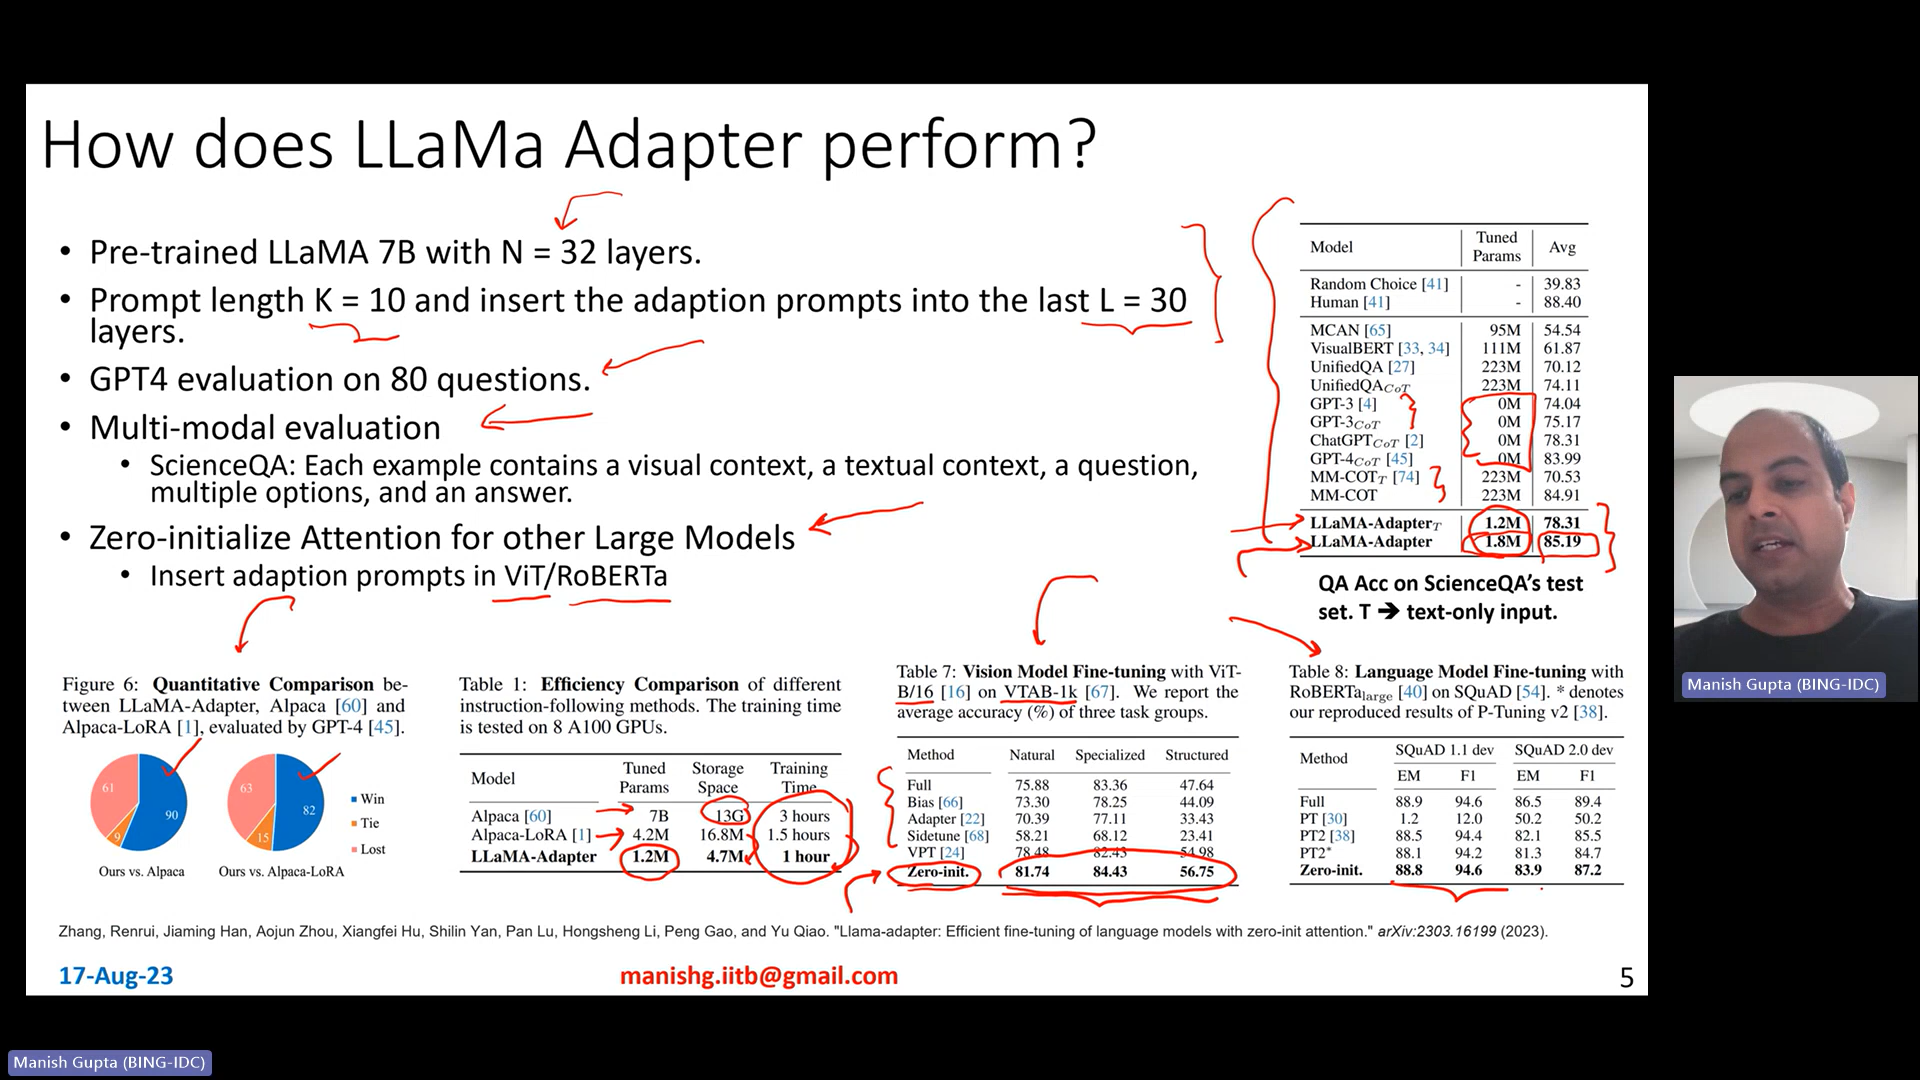 How does LLaMa Adapter perform?
• Pre-trained LLaMA 7B with N = 32 layers.
• Prompt length K = 10 and insert the adaption prompts into the last L = 30
layers.
• GPT4 evaluation on 80 questions.
• Multi-modal evaluation
• ScienceQA: Each example contains a visual context, a textual context, a question,
multiple options, and an answer.
• Zero-initialize Attention for other Large Models
• Insert adaption prompts in ViT/RoBERTa
Model Tuned Params Avg
Random Choice [41] - 39.83
Human [41] - 88.40
MCAN [65] 95M 54.54
VisualBERT [33, 34] 111M 61.87
UnifiedQA [27] 223M 70.12
UnifiedQA CoT 223M 74.11
GPT-3 [4] 0M 74.04
GPT-3 CoT 0M 75.17
ChatGPT CoT [2] 0M 78.31
GPT-4 CoT [45] 0M 83.99
MM-COT T [74] 223M 70.53
MM-COT 223M 84.91
LLaMA-Adapter T 1.2M 78.31
LLaMA-Adapter 1.8M 85.19
QA Acc on ScienceQA's test
set. T ➔ text-only input.
Figure 6: Quantitative Comparison be-
tween LLaMA-Adapter, Alpaca [60] and
Alpaca-LoRA [1], evaluated by GPT-4 [45].
61 90 9
63 82 15
Win
Tie
Lost
Ours vs. Alpaca Ours vs. Alpaca-LoRA
Table 1: Efficiency Comparison of different
instruction-following methods. The training time
is tested on 8 A100 GPUs.
Model Tuned Params Storage Space Training Time
Alpaca [60] 7B 13G 3 hours
Alpaca-LoRA [1] 4.2M 16.8M 1.5 hours
LLaMA-Adapter 1.2M 4.7M 1 hour
Table 7: Vision Model Fine-tuning with ViT-
B/16 [16] on VTAB-1k [67]. We report the
average accuracy (%) of three task groups.
Method Natural Specialized Structured
Full 75.88 83.36 47.64
Bias [66] 73.30 78.25 44.09
Adapter [22] 70.39 77.11 33.43
Sidetune [68] 58.21 68.12 23.41
VPT [24] 78.48 82.43 54.98
Zero-init. 81.74 84.43 56.75
Table 8: Language Model Fine-tuning with
RoBERTa large [40] on SQuAD [54]. * denotes
our reproduced results of P-Tuning v2 [38].
Method SQuAD 1.1 dev SQuAD 2.0 dev
EM F1 EM F1
Full 88.9 94.6 86.5 89.4
PT [30] 1.2 12.0 50.2 50.2
PT2 [38] 88.5 94.4 82.1 85.5
PT2* 88.1 94.2 81.3 84.7
Zero-init. 88.8 94.6 83.9 87.2
Zhang, Renrui, Jiaming Han, Aojun Zhou, Xiangfei Hu, Shilin Yan, Pan Lu, Hongsheng Li, Peng Gao, and Yu Qiao. "Llama-adapter: Efficient fine-tuning of language models with zero-init attention." arXiv:2303.16199 (2023).
17-Aug-23
manishg.iitb@gmail.com
5
Manish Gupta (BING-IDC)
Manish Gupta (BING-IDC)